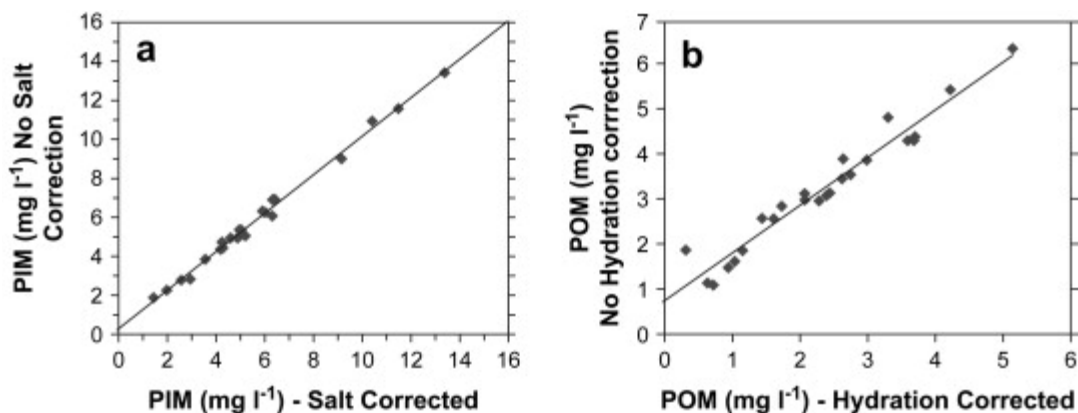 a
PIM (mg l-1) No Salt
Correction
16
14
12
10
8
6
4
2
0
0 2 4 6 8 10 12 14 16
PIM (mg l-1) - Salt Corrected
b
POM (mg l-1)
No Hydration corrrection
7
6
5
4
3
2
1
0
0 1 2 3 4 5 6
POM (mg l-1) - Hydration Corrected